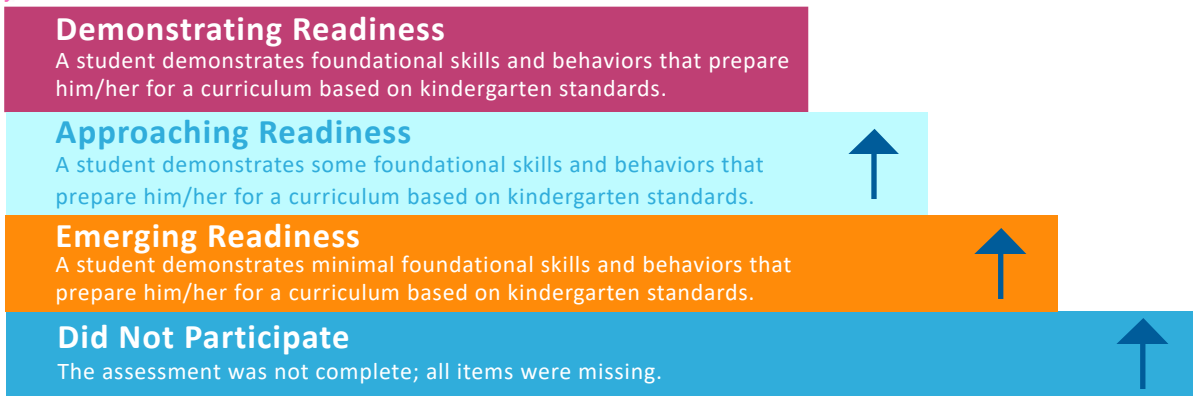 Demonstrating Readiness
A student demonstrates foundational skills and behaviors that prepare
him/her for a curriculum based on kindergarten standards.
Approaching Readiness
A student demonstrates some foundational skills and behaviors that
prepare him/her for a curriculum based on kindergarten standards.
Emerging Readiness
A student demonstrates minimal foundational skills and behaviors that
prepare him/her for a curriculum based on kindergarten standards.
Did Not Participate
The assessment was not complete; all items were missing.